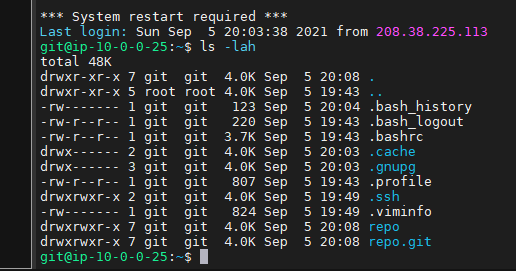 *** System restart required ***
Last login: Sun Sep  5 20:03:38 2021 from 208.38.225.113
git@ip-10-0-0-25:~$ ls -lah
total 48K
drwxr-xr-x 7 git  git  4.0K Sep  5 20:08 .
drwxr-xr-x 5 root root 4.0K Sep  5 19:43 ..
-rw------- 1 git  git   123 Sep  5 20:04 .bash_history
-rw-r--r-- 1 git  git   220 Sep  5 19:43 .bash_logout
-rw-r--r-- 1 git  git  3.7K Sep  5 19:43 .bashrc
drwx------ 2 git  git  4.0K Sep  5 20:03 .cache
drwx------ 3 git  git  4.0K Sep  5 20:03 .gnupg
-rw-r--r-- 1 git  git   807 Sep  5 19:43 .profile
drwxrwxr-x 2 git  git  4.0K Sep  5 19:49 .ssh
-rw------- 1 git  git   824 Sep  5 19:49 .viminfo
drwxrwxr-x 7 git  git  4.0K Sep  5 20:08 repo
drwxrwxr-x 7 git  git  4.0K Sep  5 20:08 repo.git
git@ip-10-0-0-25:~$